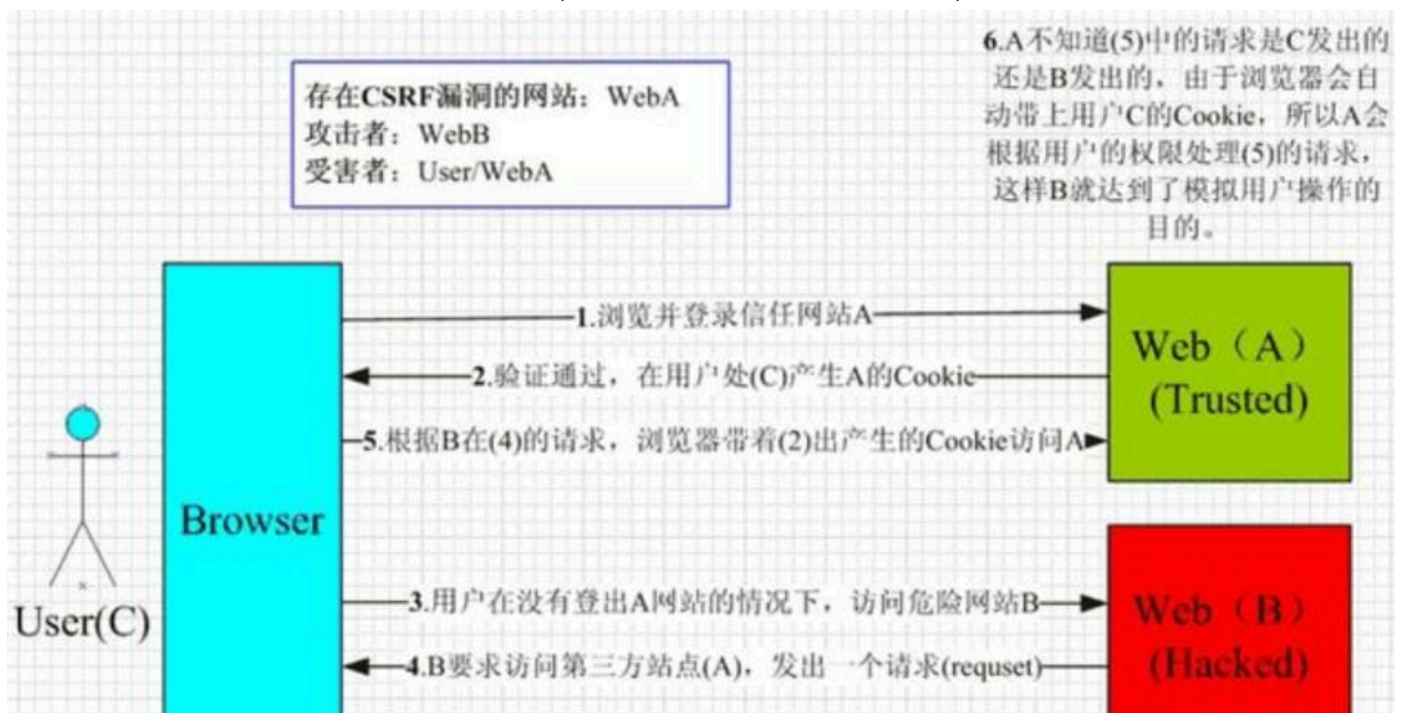 6.A不知道(5)中的请求是C发出的
还是B发出的，由于浏览器会自
动带上用户C的Cookie，所以A会
根据用户的权限处理(5)的请求，
这样B就达到了模拟用户操作的
目的。
存在CSRF漏洞的网站：WebA
攻击者：WebB
受害者：User/WebA
1.浏览并登录信任网站A
2.验证通过，在用户处(C)产生A的Cookie
5.根据B在(4)的请求，浏览器带着(2)出产生的Cookie访问A
Web（A）
(Trusted)
Browser
User(C)
3.用户在没有登出A网站的情况下，访问危险网站B
4.B要求访问第三方站点(A)，发出一个请求(requset)
Web（B）
(Hacked)